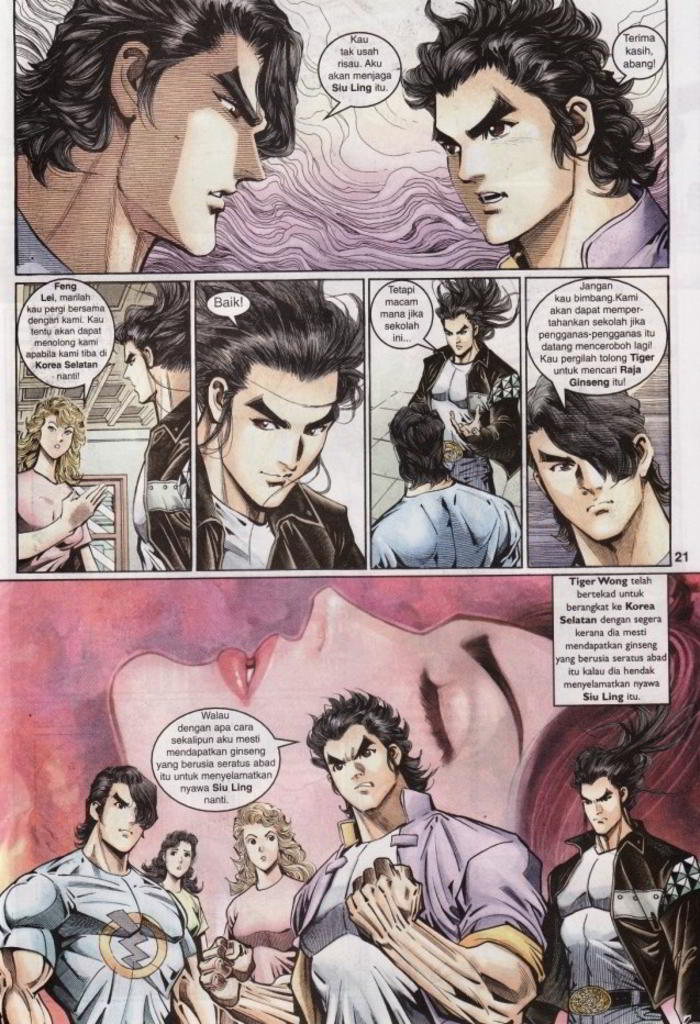 Kau
tak usah
risau. Aku
akan menjaga
Siu Ling itu.
Terima
kasih,
abang!
Feng
Lei, marilah
kau pergi bersama
dengan kami. Kau
tentu akan dapat
menolong kami
apabila kami tiba di
Korea Selatan
nanti!
Baik!
Tetapi
macam
mana jika
sekolah
ini...
Jangan
kau bimbang.Kami
akan dapat memper-
tahankan sekolah jika
pengganas-pengganas itu
datang menceroboh lagi!
Kau pergilah tolong Tiger
untuk mencari Raja
Ginseng itu!
21
Tiger Wong telah
bertekad untuk
berangkat ke Korea
Selatan dengan segera
kerana dia mesti
mendapatkan ginseng
yang berusia seratus abad
itu kalau dia hendak
menyelamatkan nyawa
Siu Ling itu.
Walau
dengan apa cara
sekalipun aku mesti
mendapatkan ginseng
yang berusia seratus abad
itu untuk menyelamatkan
nyawa Siu Ling
nanti.